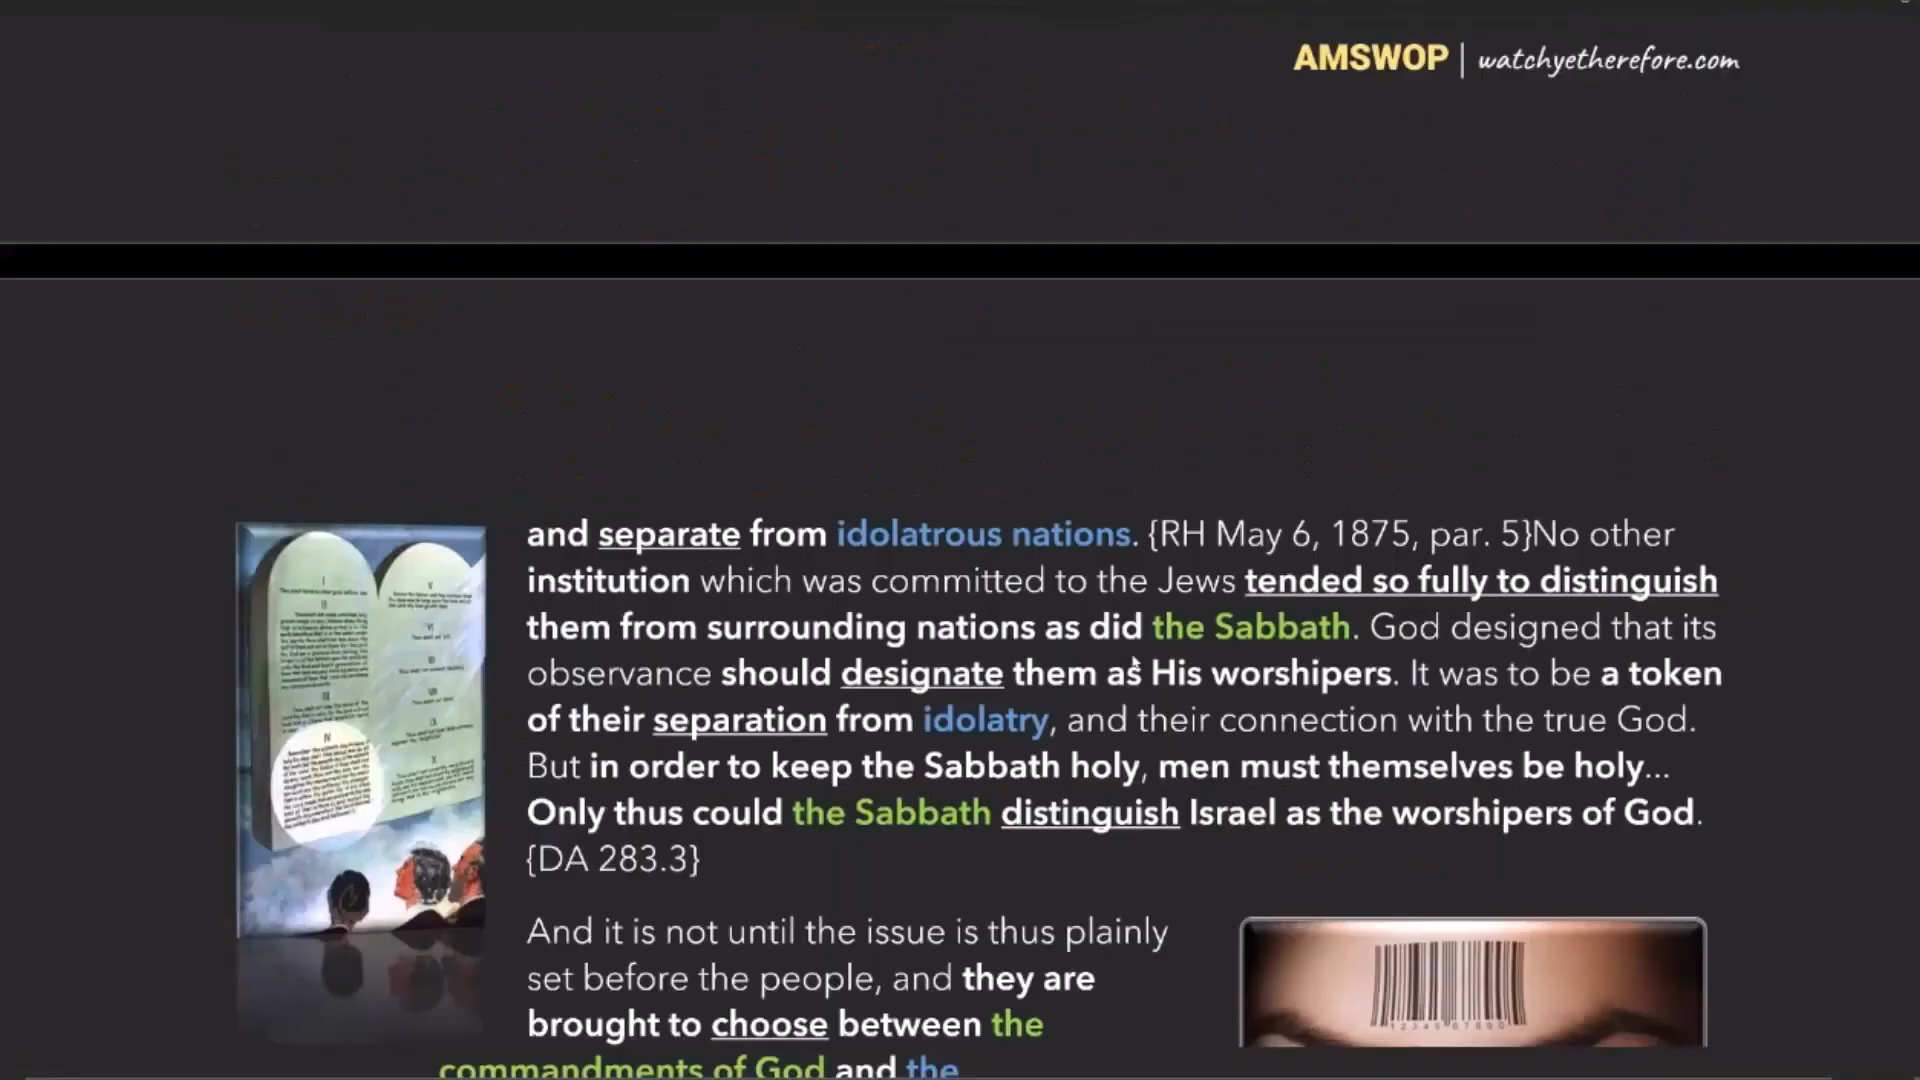 AMSWOP | watchyetherefore.com
and separate from idolatrous nations. {RH May 6, 1875, par. 5}No other
institution which was committed to the Jews tended so fully to distinguish
them from surrounding nations as did the Sabbath. God designed that its
observance should designate them as His worshipers. It was to be a token
of their separation from idolatry, and their connection with the true God.
But in order to keep the Sabbath holy, men must themselves be holy...
Only thus could the Sabbath distinguish Israel as the worshipers of God.
{DA 283.3}
And it is not until the issue is thus plainly
set before the people, and they are
brought to choose between the
commandments of God and the